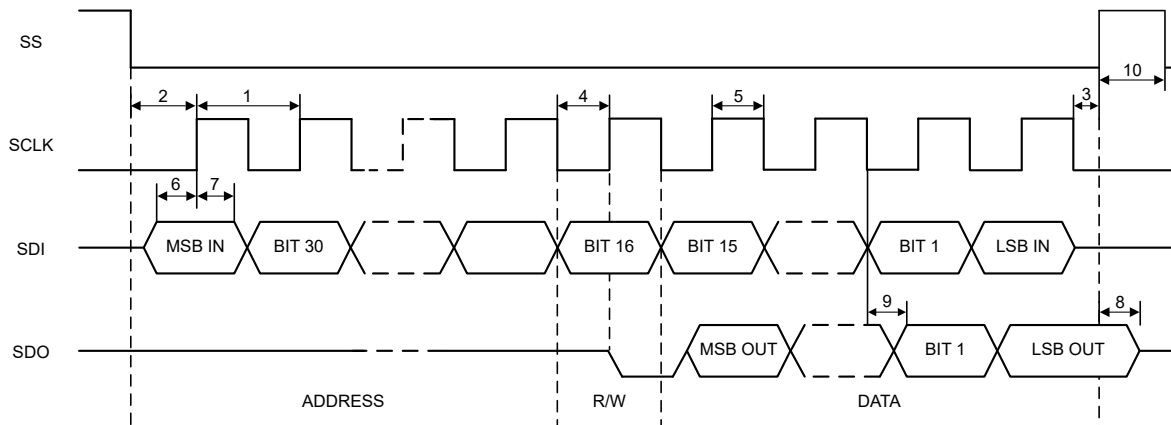 SS
10
2
1
4
5
3
SCLK
6
7
SDI
MSB IN
BIT 30
BIT 16
BIT 15
BIT 1
LSB IN
9
8
SDO
MSB OUT
BIT 1
LSB OUT
ADDRESS
R/W
DATA